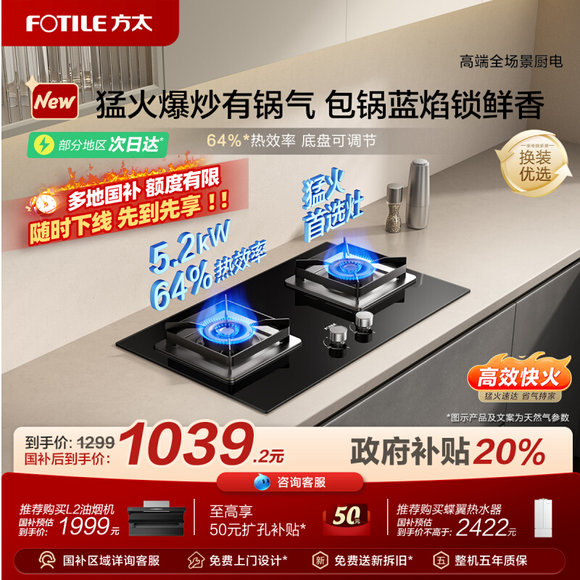 FOTILE 方太
高端全场景厨电
New
猛火爆炒有锅气 包锅蓝焰锁鲜香
部分地区 次日达*
64%*热效率 底盘可调节
换装
优选
多地国补 额度有限
随时下线 先到先享!!
猛火
首选灶
5.2kW
64%热效率
高效快火
猛火速达 省气持家
*图示产品及文案为天然气参数
到手价: 1299
国补后到手价: 1039.2元
政府补贴20%
咨询客服
推荐购买L2油烟机
国补预估
到手价: 1999元
至高享
50元扩孔补贴*
50元
推荐购买蝶翼热水器
国补预估
到手价不高于: 2422元
国补区域详询客服
免费上门设计*
免费送新拆旧*
整机五年质保